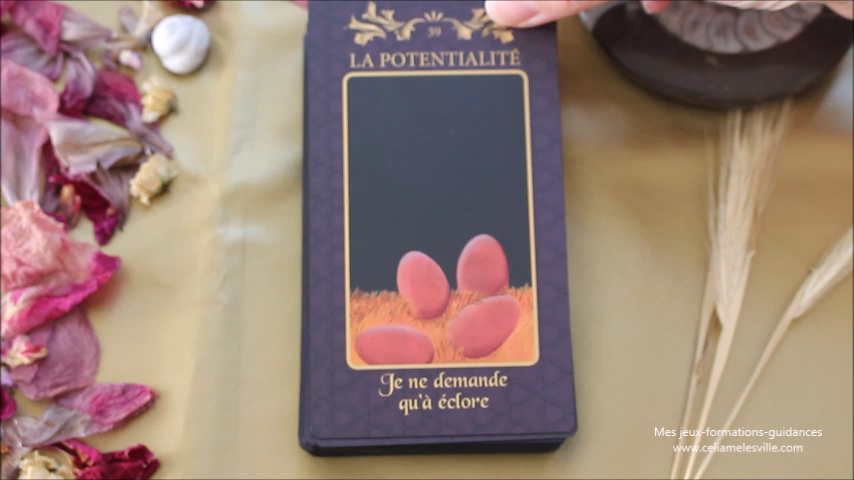 39
LA POTENTIALITÉ
Je ne demande
qu'à éclore
Mes jeux-formations-guidances
www.celiamelesville.com